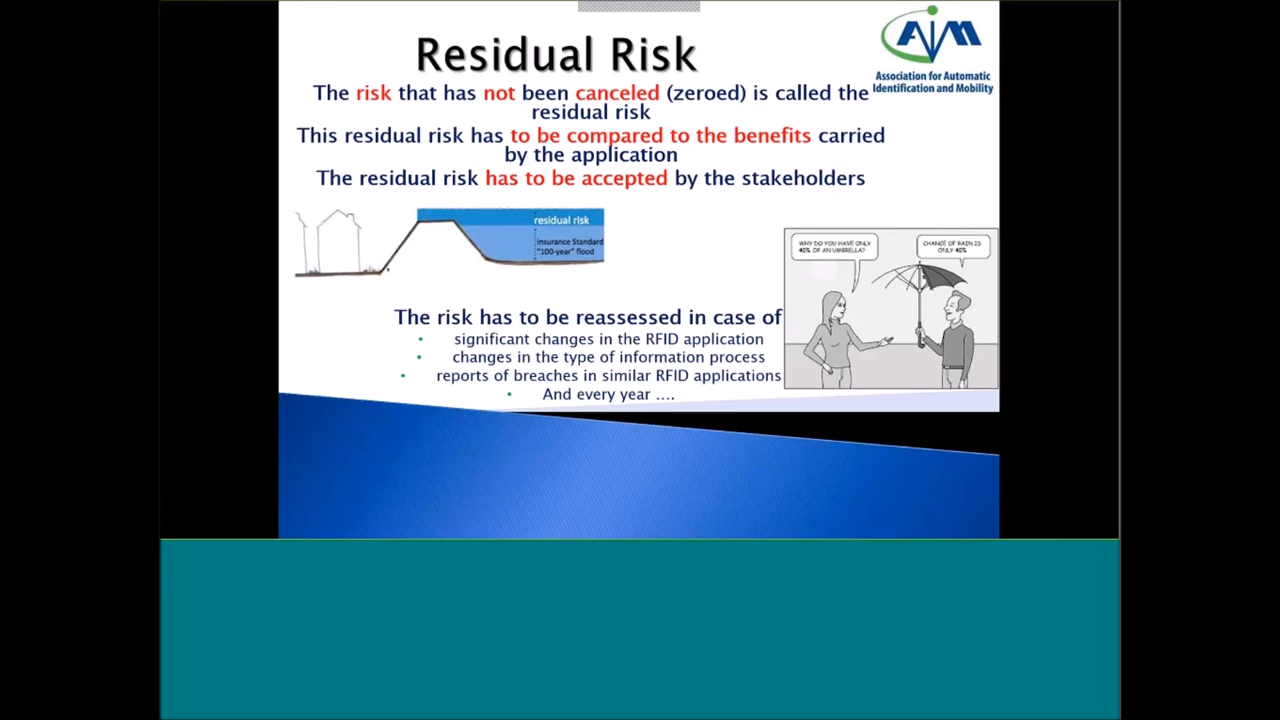 Residual Risk
AIM
Association for Automatic
Identification and Mobility
The risk that has not been canceled (zeroed) is called the
residual risk
This residual risk has to be compared to the benefits carried
by the application
The residual risk has to be accepted by the stakeholders
residual risk
Insurance Standard
"100-year" flood
WHY DO YOU HAVE ONLY
40% OF AN UMBRELLA?
CHANCE OF RAIN IS
ONLY 40%
The risk has to be reassessed in case of
• significant changes in the RFID application
• changes in the type of information process
• reports of breaches in similar RFID applications
• And every year ....